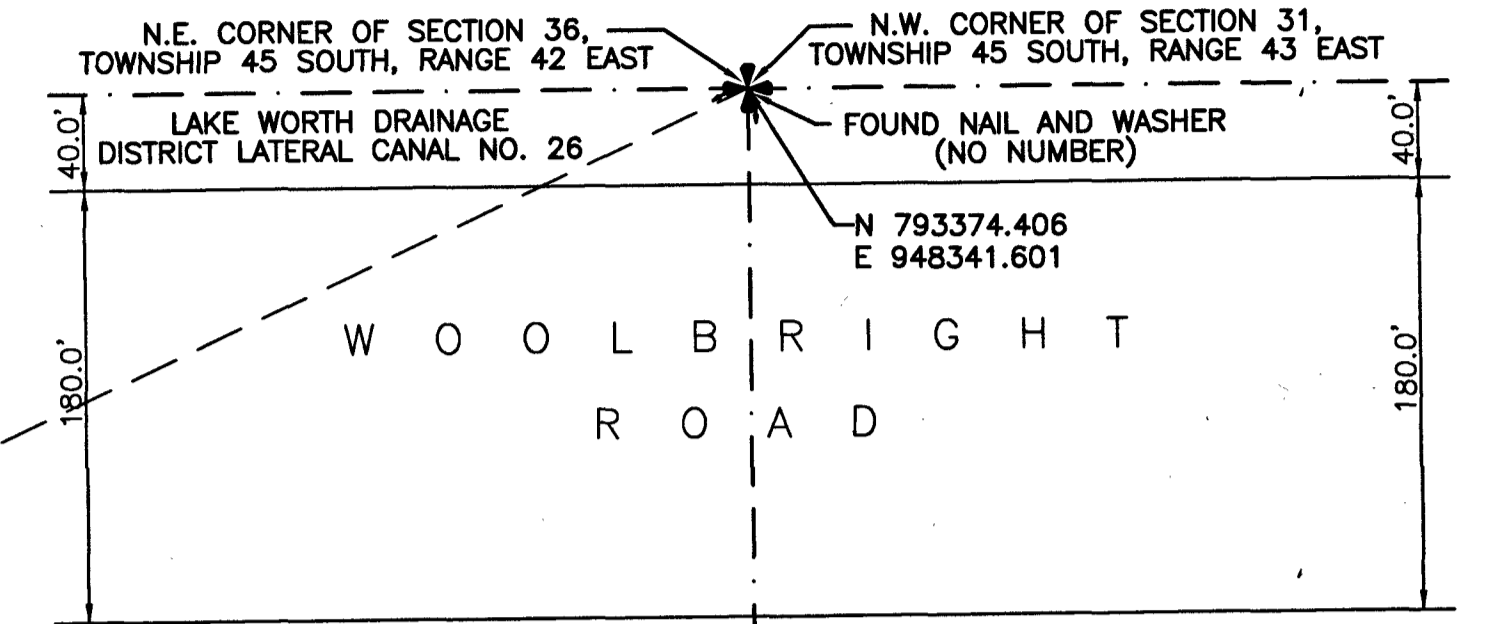 N.E. CORNER OF SECTION 36,
TOWNSHIP 45 SOUTH, RANGE 42 EAST
N.W. CORNER OF SECTION 31,
TOWNSHIP 45 SOUTH, RANGE 43 EAST
40.0'
LAKE WORTH DRAINAGE
DISTRICT LATERAL CANAL NO. 26
FOUND NAIL AND WASHER
(NO NUMBER)
40.0'
N 793374.406
E 948341.601
180.0'
WOOLBRIGHT
ROAD
180.0'